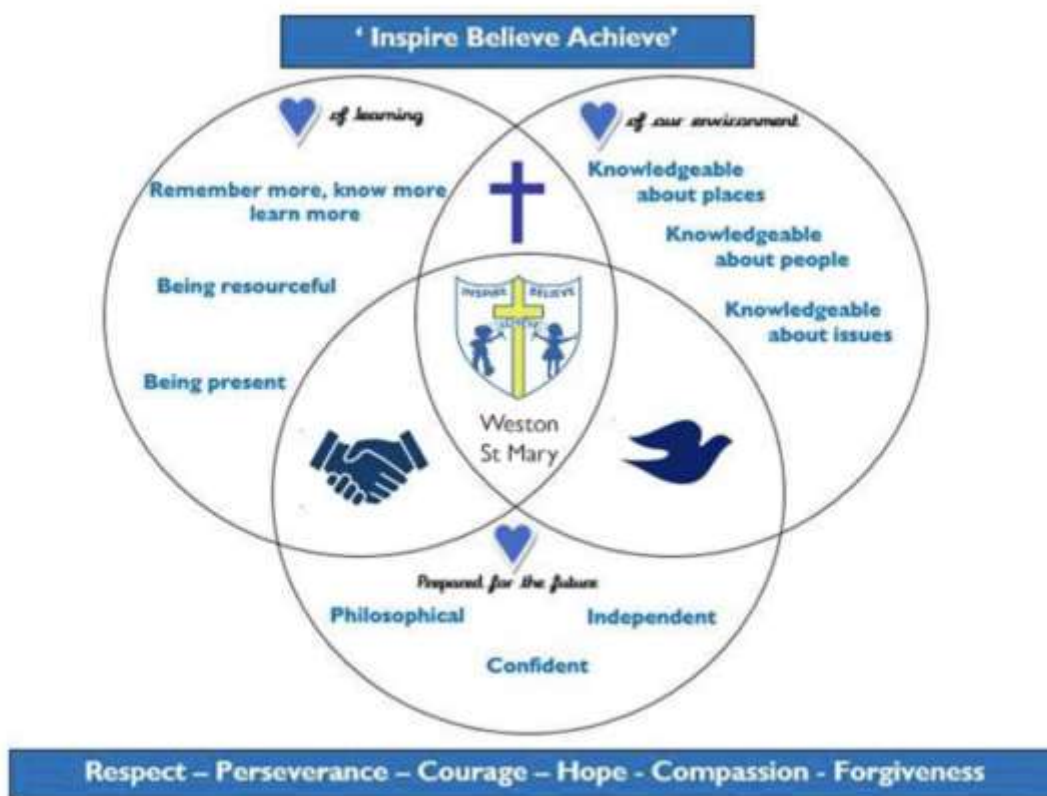 ‘ Inspire Believe Achieve’
of learning
Remember more, know more
learn more
Being resourceful
Being present
of our environment
Knowledgeable
about places
Knowledgeable
about people
Knowledgeable
about issues
INSPIRE BELIEVE
ACHIEVE
Weston
St Mary
Prepared for the future
Philosophical
Independent
Confident
Respect – Perseverance – Courage – Hope - Compassion - Forgiveness